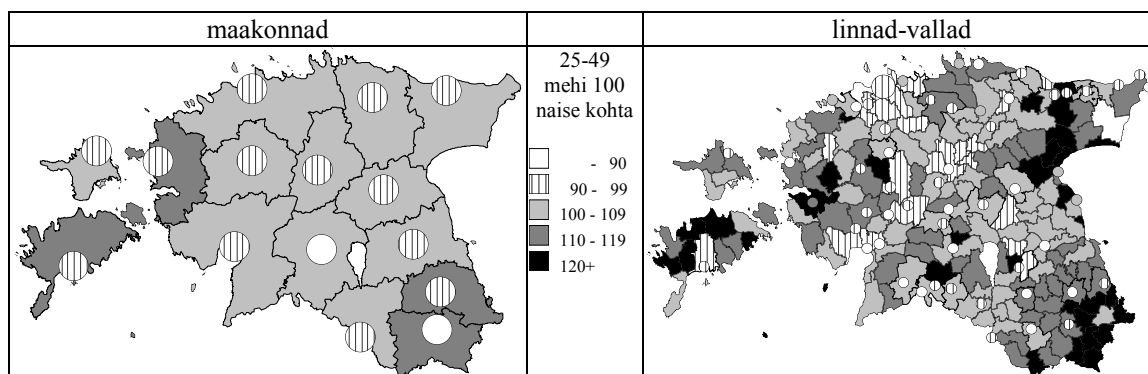 maakonnad
linnad-vallad
25-49
mehi 100
naise kohta
- 90
90 - 99
100 - 109
110 - 119
120+